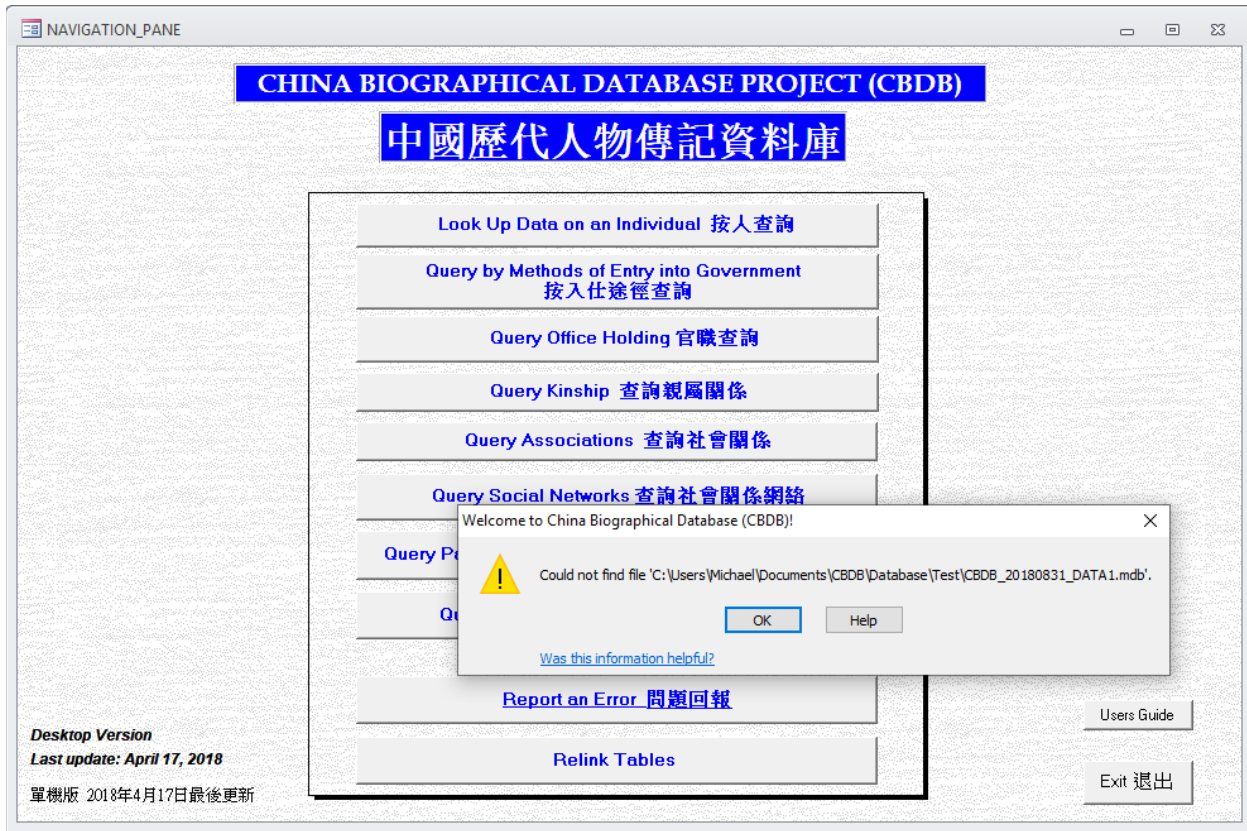 NAVIGATION_PANE
CHINA BIOGRAPHICAL DATABASE PROJECT (CBDB)
中國歷代人物傳記資料庫
Look Up Data on an Individual 按人查詢
Query by Methods of Entry into Government
按入仕途徑查詢
Query Office Holding 官職查詢
Query Kinship 查詢親屬關係
Query Associations 查詢社會關係
Query Social Networks 查詢社會關係網絡
Welcome to China Biographical Database (CBDB)!
Query
Could not find file 'C:\Users\Michael\Documents\CBDB\Database\Test\CBDB_20180831_DATA1.mdb'.
OK Help
Was this information helpful?
Report an Error 問題回報
Relink Tables
Users Guide
Exit 退出
Desktop Version
Last update: April 17, 2018
單機版 2018年4月17日最後更新